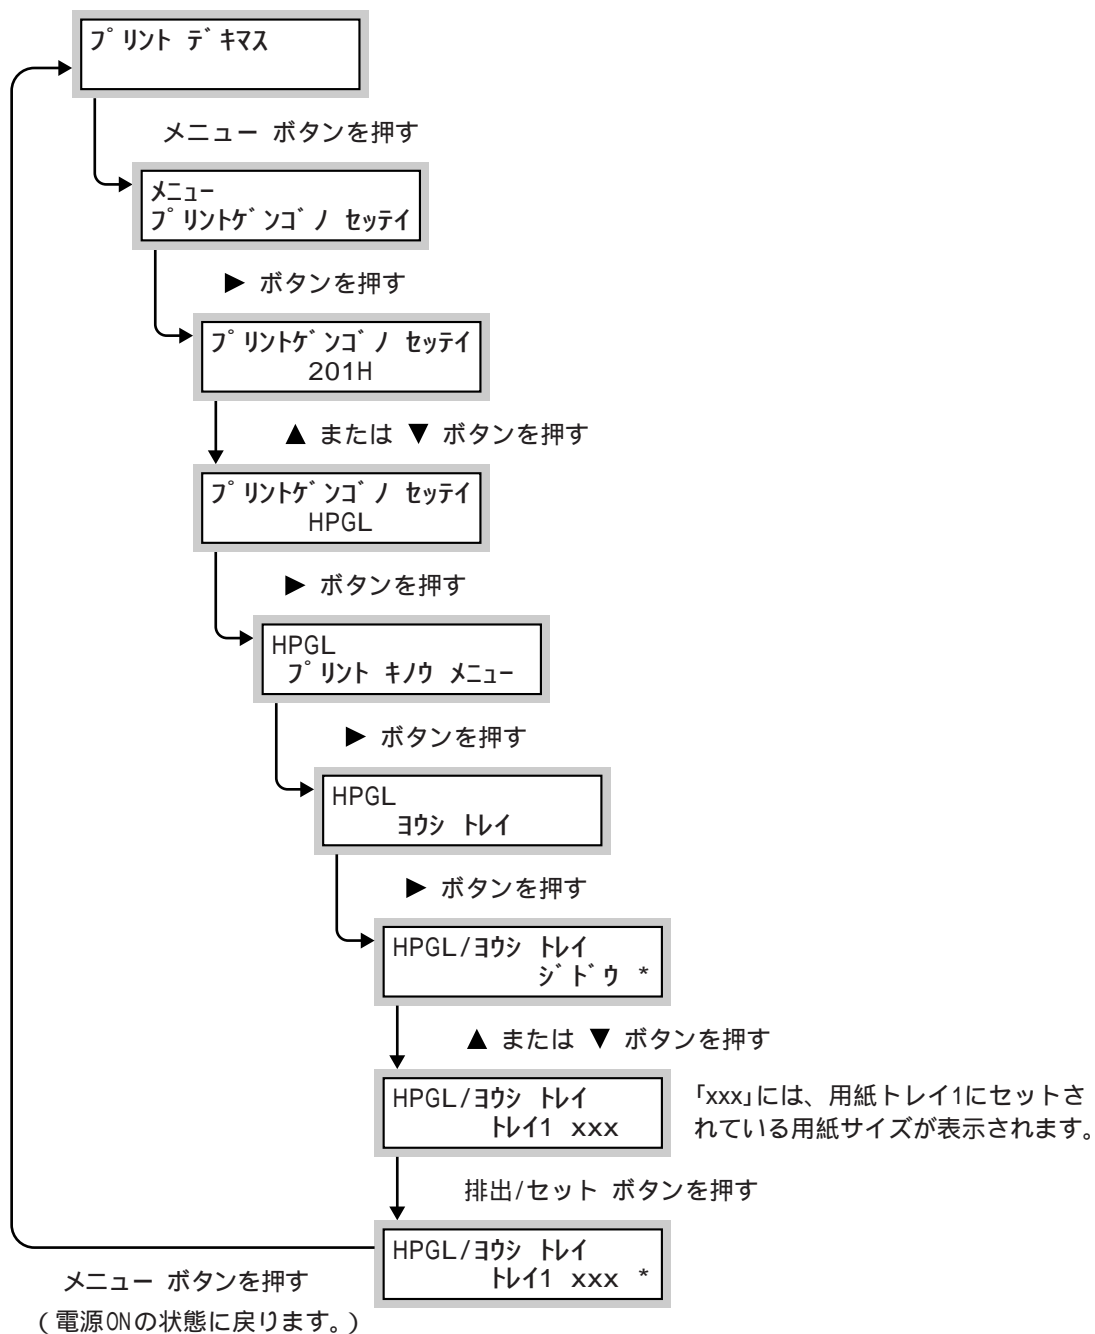 プリント デキマス
メニュー ボタンを押す
メニュー
プリントゲンゴノ セッテイ
▶ ボタンを押す
プリントゲンゴノ セッテイ
201H
▲ または ▼ ボタンを押す
プリントゲンゴノ セッテイ
HPGL
▶ ボタンを押す
HPGL
プリント キノウ メニュー
▶ ボタンを押す
HPGL
ヨウシ トレイ
▶ ボタンを押す
HPGL/ヨウシ トレイ
ジドウ *
▲ または ▼ ボタンを押す
HPGL/ヨウシ トレイ
トレイ1 xxx
「xxx」には、用紙トレイ1にセットさ
れている用紙サイズが表示されます。
排出/セット ボタンを押す
HPGL/ヨウシ トレイ
トレイ1 xxx *
メニュー ボタンを押す
(電源ONの状態に戻ります。)